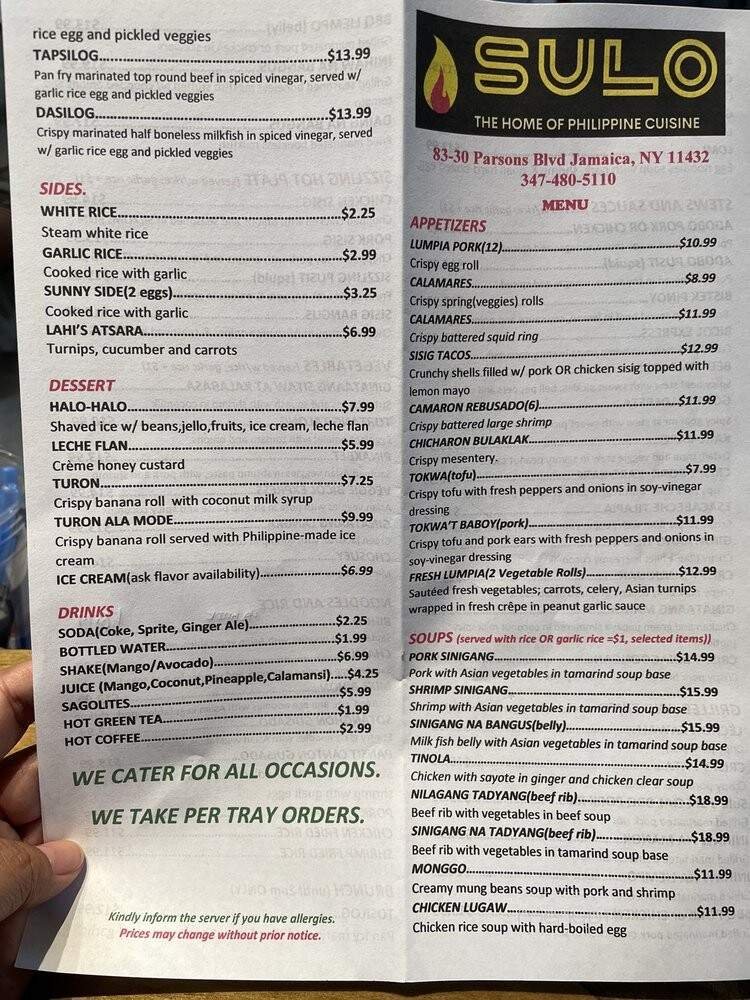 rice egg and pickled veggies
TAPSILOG...$13.99
Pan fry marinated top round beef in spiced vinegar, served w/
garlic rice egg and pickled veggies
DASILOG...$13.99
Crispy marinated half boneless milkfish in spiced vinegar, served
w/ garlic rice egg and pickled veggies
SIDES.
WHITE RICE...$2.25
Steam white rice
GARLIC RICE...$2.99
Cooked rice with garlic
SUNNY SIDE(2 eggs)...$3.25
Cooked rice with garlic
LAHI'S ATSARA...$6.99
Turnips, cucumber and carrots
DESSERT
HALO-HALO...$7.99
Shaved ice w/ beans,jello,fruits, ice cream, leche flan
LECHE FLAN...$5.99
Crème honey custard
TURON...$7.25
Crispy banana roll with coconut milk syrup
TURON ALA MODE...$9.99
Crispy banana roll served with Philippine-made ice
cream
ICE CREAM(ask flavor availability)...$6.99
DRINKS
SODA(Coke, Sprite, Ginger Ale)...$2.25
BOTTLED WATER...$1.99
SHAKE(Mango/Avocado)...$6.99
JUICE (Mango,Coconut,Pineapple,Calamansi)...$4.25
SAGOLITES...$5.99
HOT GREEN TEA...$1.99
HOT COFFEE...$2.99
WE CATER FOR ALL OCCASIONS.
WE TAKE PER TRAY ORDERS.
Kindly inform the server if you have allergies.
Prices may change without prior notice.
SULO
THE HOME OF PHILIPPINE CUISINE
83-30 Parsons Blvd Jamaica, NY 11432
347-480-5110
MENU
APPETIZERS
LUMPIA PORK(12)...$10.99
Crispy egg roll
CALAMARES...$8.99
Crispy spring(veggies) rolls
CALAMARES...$11.99
Crispy battered squid ring
SISIG TACOS...$12.99
Crunchy shells filled w/ pork OR chicken sisig topped with
lemon mayo
CAMARON REBUSADO(6)...$11.99
Crispy battered large shrimp
CHICHARON BULAKLAK...$11.99
Crispy mesentery.
TOKWA(tofu)...$7.99
Crispy tofu with fresh peppers and onions in soy-vinegar
dressing
TOKWA'T BABOY(pork)...$11.99
Crispy tofu and pork ears with fresh peppers and onions in
soy-vinegar dressing
FRESH LUMPIA(2 Vegetable Rolls)...$12.99
Sautéed fresh vegetables; carrots, celery, Asian turnips
wrapped in fresh crêpe in peanut garlic sauce
SOUPS (served with rice OR garlic rice =$1, selected items))
PORK SINIGANG...$14.99
Pork with Asian vegetables in tamarind soup base
SHRIMP SINIGANG...$15.99
Shrimp with Asian vegetables in tamarind soup base
SINIGANG NA BANGUS(belly)...$15.99
Milk fish belly with Asian vegetables in tamarind soup base
TINOLA...$14.99
Chicken with sayote in ginger and chicken clear soup
NILAGANG TADYANG(beef rib)...$18.99
Beef rib with vegetables in beef soup
SINIGANG NA TADYANG(beef rib)...$18.99
Beef rib with vegetables in tamarind soup base
MONGGO...$11.99
Creamy mung beans soup with pork and shrimp
CHICKEN LUGAW...$11.99
Chicken rice soup with hard-boiled egg